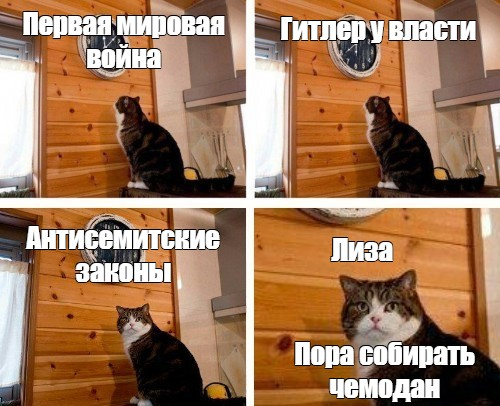 Первая мировая
война
Гитлер у власти
Антисемитские
законы
Лиза
Пора собирать
чемодан